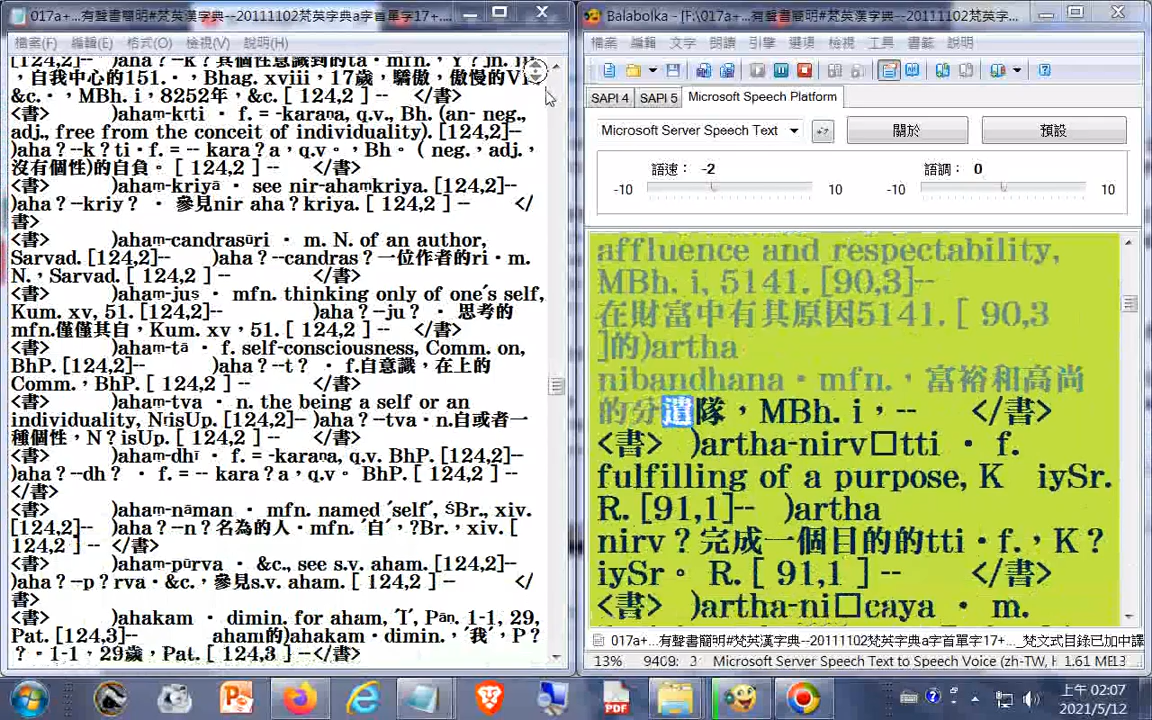 017a+...有聲書簡明#梵英漢字典--20111102梵英字典a字首單字17+...
檔案(F) 編輯(E) 格式(O) 檢視(V) 說明(H)
，自我中心的151.‧，Bhag. xviii，17歲，驕傲，傲慢的
&c.‧，MBh. i，8252年，&c. [ 124,2 ] -- </書>
<書> )ahaṃ-kṛti ‧ f. = -karaṇa, q.v., Bh. (an- neg.,
adj., free from the conceit of individuality). [124,2]--
)aha？--k？ti‧f. = -- kara？a，q.v.。，Bh。 ( neg.，adj.，
沒有個性)的自負。[ 124,2 ] -- </書>
<書> )ahaṃ-kriyā ‧ see nir-ahaṃkriya. [124,2]--
)aha？--kriy？ ‧ 參見nir aha？kriya. [ 124,2 ] -- </
書>
<書> )ahaṃ-candrasūri ‧ m. N. of an author,
Sarvad. [124,2]-- )aha？--candras？一位作者的ri‧m.
N.，Sarvad. [ 124,2 ] -- </書>
<書> )ahaṃ-juṣ ‧ mfn. thinking only of one's self,
Kum. xv, 51. [124,2]-- )aha？--ju？‧ 思考的
mfn.僅僅其自，Kum. xv，51. [ 124,2 ] -- </書>
<書> )ahaṃ-tā ‧ f. self-consciousness, Comm. on,
BhP. [124,2]-- )aha？--t？ ‧ f.自意識，在上的
Comm.，BhP. [ 124,2 ] -- </書>
<書> )ahaṃ-tva ‧ n. the being a self or an
individuality, NṛisUp. [124,2]-- )aha？--tva‧n.自或者一
種個性，N？isUp. [ 124,2 ] -- </書>
<書> )ahaṃ-dhī ‧ f. = -karaṇa, q.v. BhP. [124,2]--
)aha？--dh？ ‧ f. = -- kara？a，q.v.。 BhP. [ 124,2 ] --
</書>
<書> )ahaṃ-nāman ‧ mfn. named 'self', ŚBr., xiv.
[124,2]-- )aha？--n？名為的人‧mfn. '自'，?Br.，xiv. [
124,2 ] -- </書>
<書> )ahaṃ-pūrva ‧ &c., see s.v. aham. [124,2]--
)aha？--p？rva‧&c.，參見s.v. aham. [ 124,2 ] -- </
書>
<書> )ahakam ‧ dimin. for aham, 'I', Pāṇ. 1-1, 29,
Pat. [124,3]-- aham的)ahakam‧dimin.，'我'，P？
？。1-1，29歲，Pat. [ 124,3 ] --</書>
Balabolka - [F:\017a+...有聲書簡明#梵英漢字典--20111102梵英字...
檔案 編輯 文字 朗讀 引擎 選項 檢視 工具 書籤 說明
SAPI 4 SAPI 5 Microsoft Speech Platform
Microsoft Server Speech Text 關於 預設
語速： -2 語調： 0
-10 10 -10 10
affluence and respectability,
MBh. i, 5141. [90,3]--
在財富中有其原因5141. [ 90,3
]的)artha
nibandhana‧mfn.，富裕和高尚
的分遣隊，MBh. i，-- </書>
<書> )artha-nirv□tti ‧ f.
fulfilling of a purpose, K iySr.
R. [91,1]-- )artha
nirv？完成一個目的的tti‧f.，K？
iySr。 R. [ 91,1 ] -- </書>
<書> )artha-ni□caya ‧ m.
017a+...有聲書簡明#梵英漢字典--20111102梵英字典a字首單字17+..._梵文式目錄已加中譯
13% 9408: 3 Microsoft Server Speech Text to Speech Voice (zh-TW, H
上午 02:07
2021/5/12